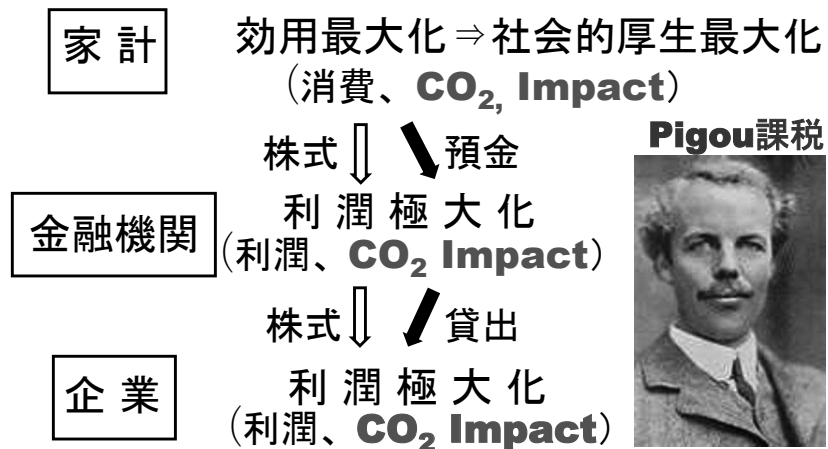 家計 効用最大化⇒社会的厚生最大化
(消費、CO2, Impact)
Pigou課税
株式 預金
金融機関 利潤極大化
(利潤、CO2 Impact)
株式 貸出
企業 利潤極大化
(利潤、CO2 Impact)